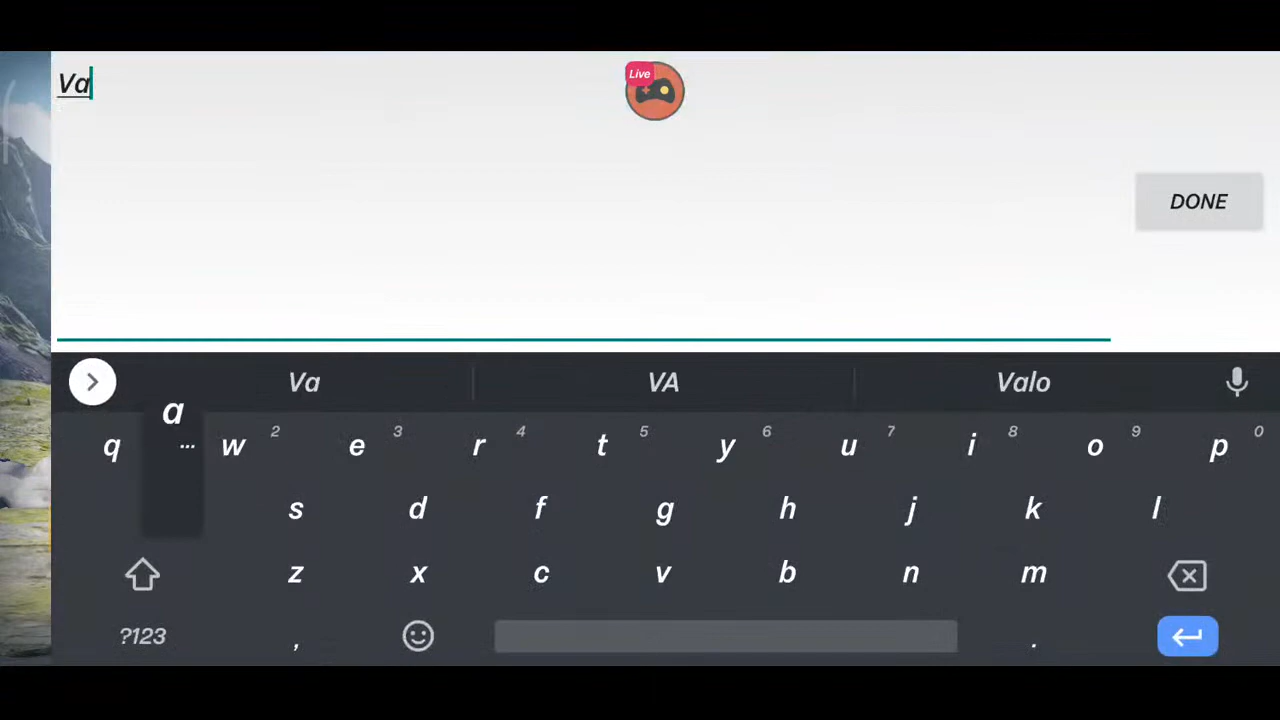 Va
Live
DONE
Va VA Valo
a
q ... w 2 e 3 r 4 t 5 y 6 u 7 i 8 o 9 p 0
s d f g h j k l
z x c v b n m
?123 , .